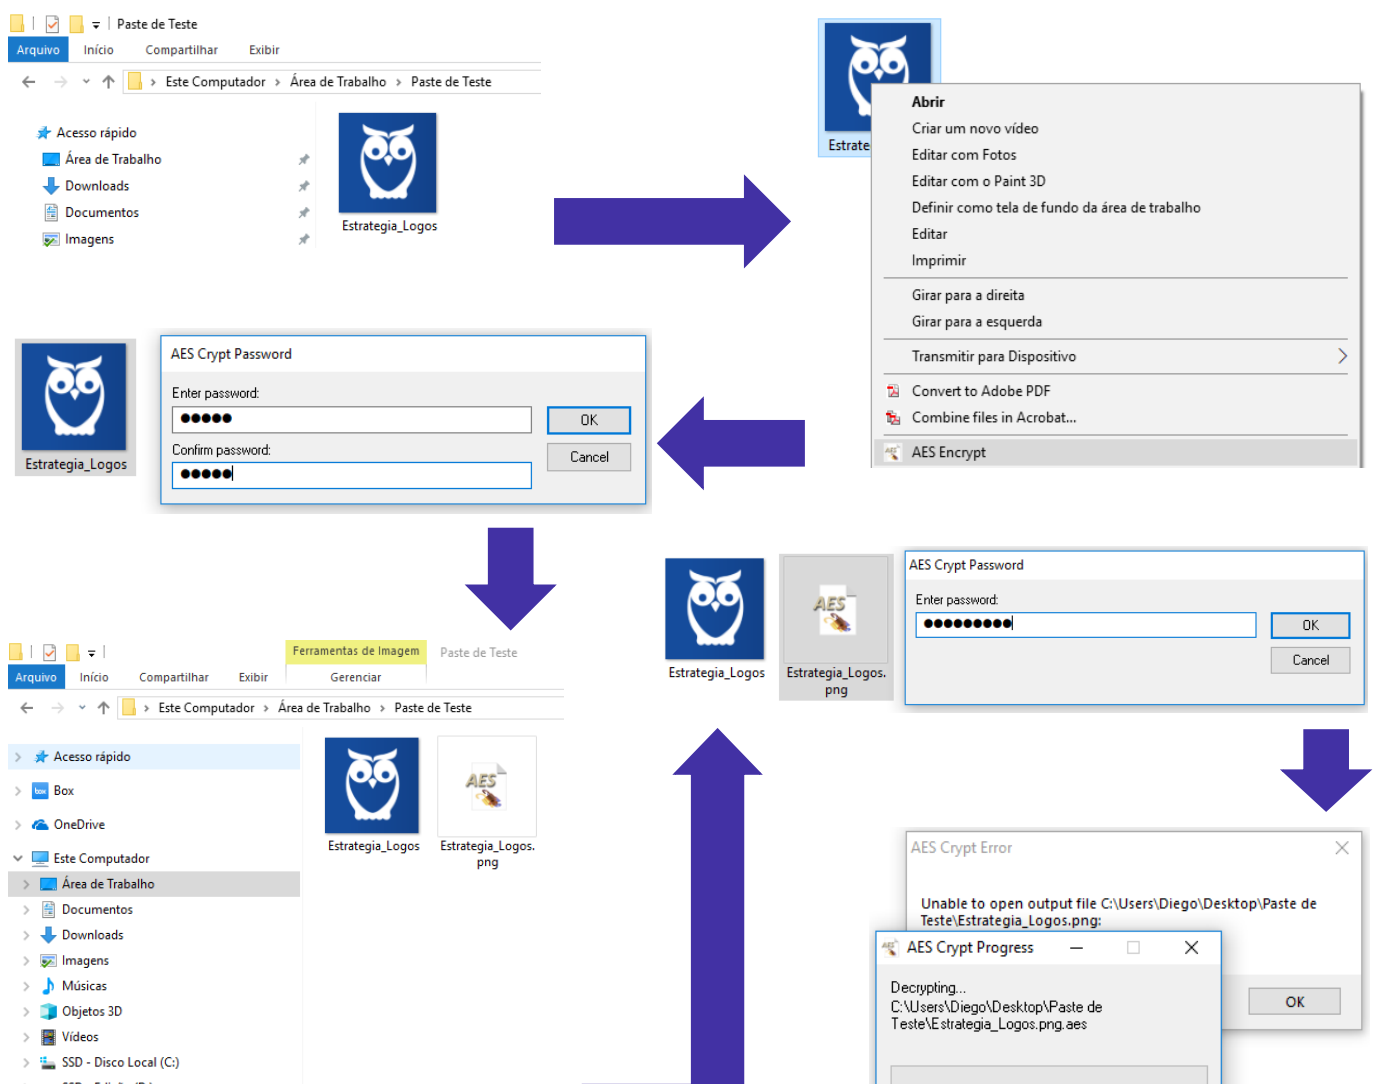 Paste de Teste
Arquivo Início Compartilhar Exibir
Este Computador > Área de Trabalho > Paste de Teste
Acesso rápido
Área de Trabalho
Downloads
Documentos
Imagens
Estrategia_Logos
Estrate
Abrir
Criar um novo vídeo
Editar com Fotos
Editar com o Paint 3D
Definir como tela de fundo da área de trabalho
Editar
Imprimir
Girar para a direita
Girar para a esquerda
Transmitir para Dispositivo
Convert to Adobe PDF
Combine files in Acrobat...
AES Encrypt
Estrategia_Logos
AES Crypt Password
Enter password:
Confirm password:
OK
Cancel
Estrategia_Logos
AES
Estrategia_Logos.
png
AES Crypt Password
Enter password:
OK
Cancel
Ferramentas de Imagem Paste de Teste
Arquivo Início Compartilhar Exibir Gerenciar
Este Computador > Área de Trabalho > Paste de Teste
Acesso rápido
box Box
OneDrive
Este Computador
Área de Trabalho
Documentos
Downloads
Imagens
Músicas
Objetos 3D
Vídeos
SSD - Disco Local (C:)
Estrategia_Logos
AES
Estrategia_Logos.
png
AES Crypt Error
Unable to open output file C:\Users\Diego\Desktop\Paste de
Teste\Estrategia_Logos.png:
OK
AES Crypt Progress
Decrypting...
C:\Users\Diego\Desktop\Paste de
Teste\Estrategia_Logos.png.aes